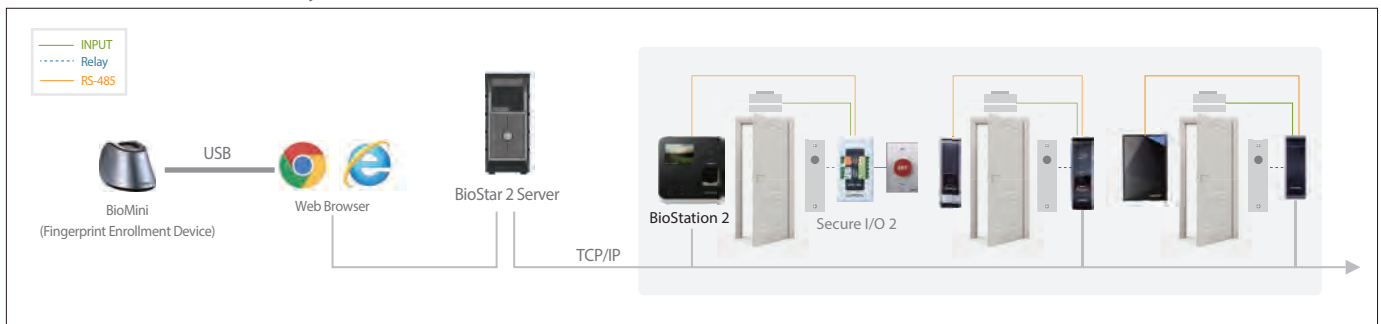 INPUT
Relay
RS-485
USB
BioMini
(Fingerprint Enrollment Device)
Web Browser
BioStar 2 Server
TCP/IP
BioStation 2
Secure I/O 2
EXIT